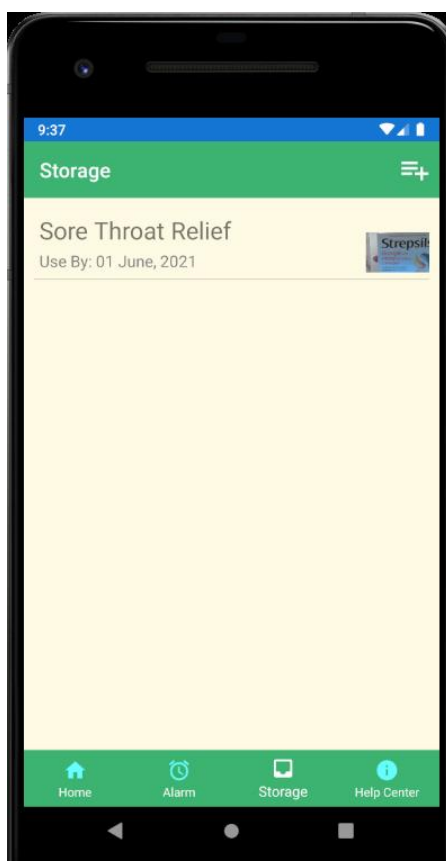 9:37
Storage
Sore Throat Relief
Use By: 01 June, 2021
Strepsils
Home
Alarm
Storage
Help Center